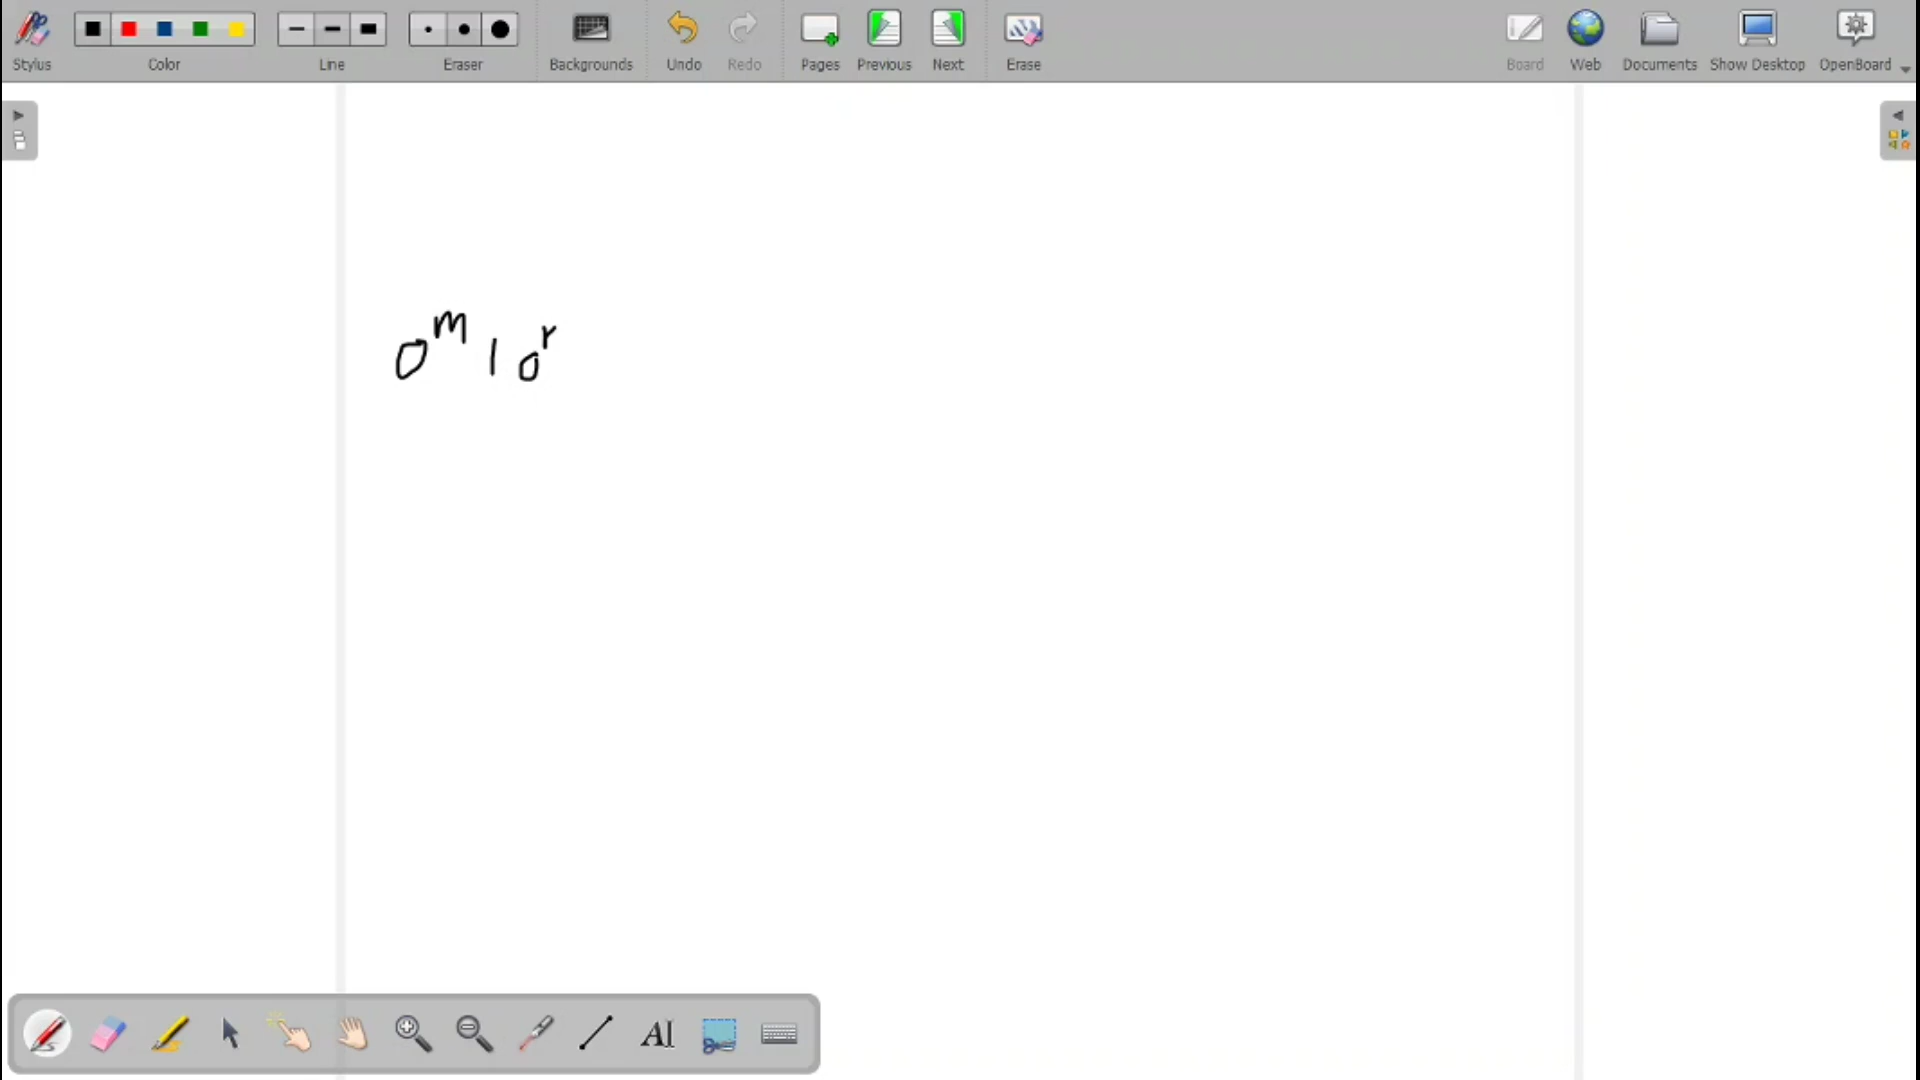 Stylus Color Line Eraser Backgrounds Undo Redo Pages Previous Next Erase Board Web Documents Show Desktop OpenBoard
0^m 1 0^r
AI